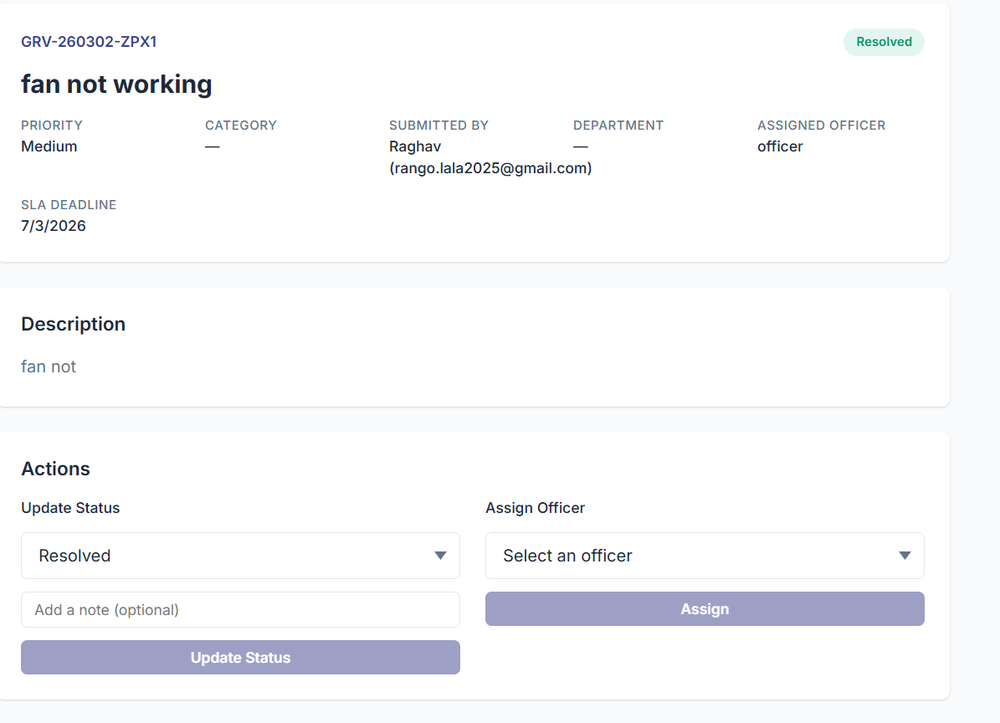 GRV-260302-ZPX1
Resolved
fan not working
PRIORITY
Medium
CATEGORY
—
SUBMITTED BY
Raghav
(rango.lala2025@gmail.com)
DEPARTMENT
—
ASSIGNED OFFICER
officer
SLA DEADLINE
7/3/2026
Description
fan not
Actions
Update Status
Resolved
Add a note (optional)
Update Status
Assign Officer
Select an officer
Assign